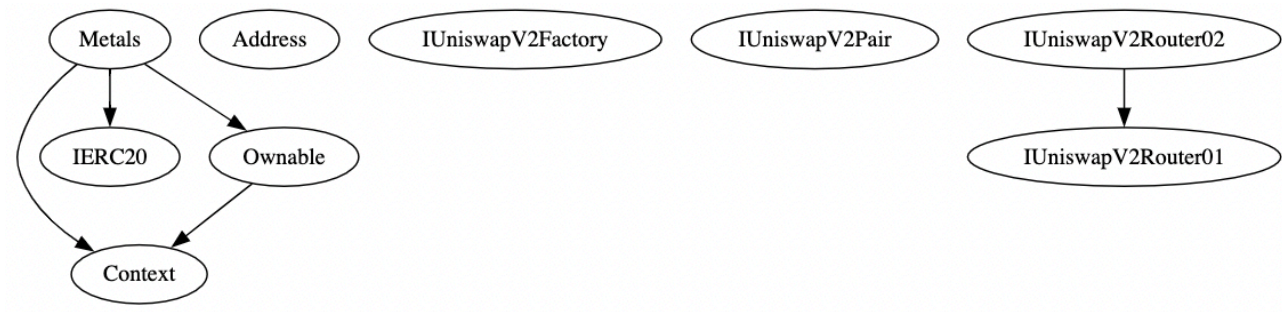 Metals
Address
IUniswapV2Factory
IUniswapV2Pair
IUniswapV2Router02
IERC20
Ownable
IUniswapV2Router01
Context